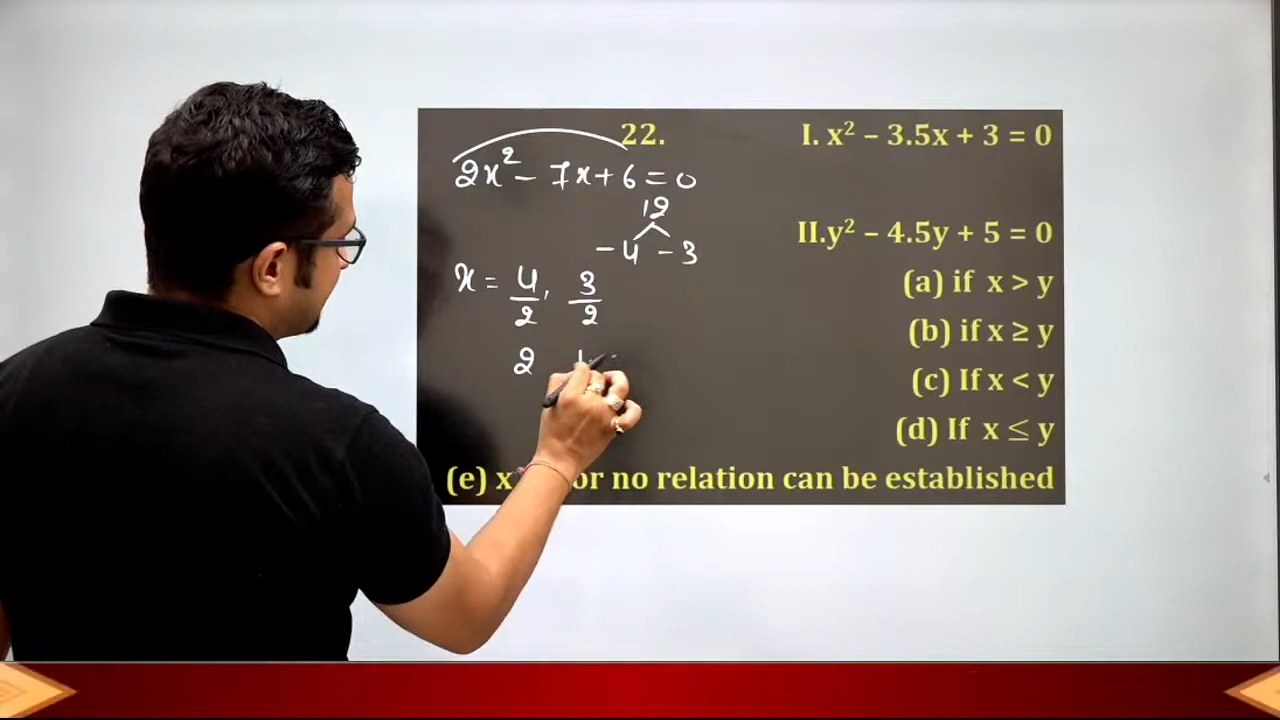 22.
I. x² – 3.5x + 3 = 0
2x² – 7x + 6 = 0
12
– 4 – 3
II.y² – 4.5y + 5 = 0
x = 4/2, 3/2
2
(a) if x > y
(b) if x ≥ y
(c) If x < y
(d) If x ≤ y
(e) x or no relation can be established